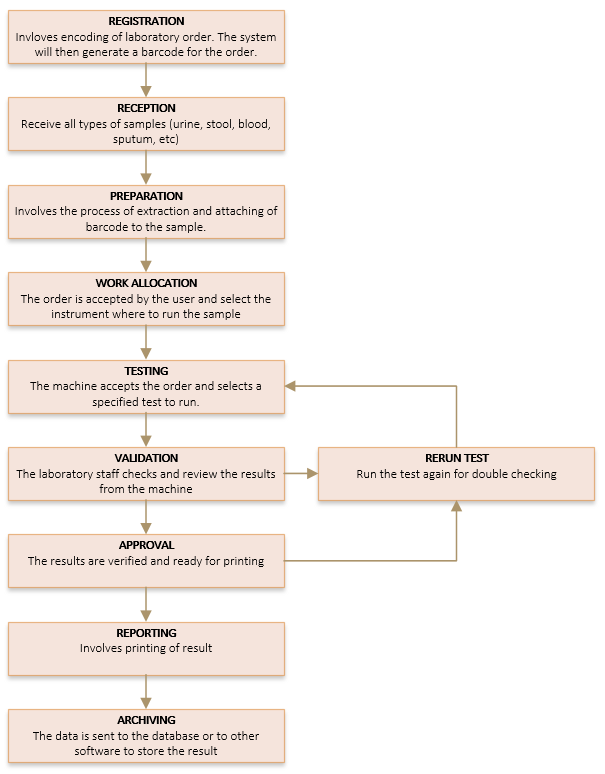 REGISTRATION
Invloves encoding of laboratory order. The system
will then generate a barcode for the order.
RECEPTION
Receive all types of samples (urine, stool, blood,
sputum, etc)
PREPARATION
Involves the process of extraction and attaching of
barcode to the sample.
WORK ALLOCATION
The order is accepted by the user and select the
instrument where to run the sample
TESTING
The machine accepts the order and selects a
specified test to run.
VALIDATION
The laboratory staff checks and review the results
from the machine
RERUN TEST
Run the test again for double checking
APPROVAL
The results are verified and ready for printing
REPORTING
Involves printing of result
ARCHIVING
The data is sent to the database or to other
software to store the result